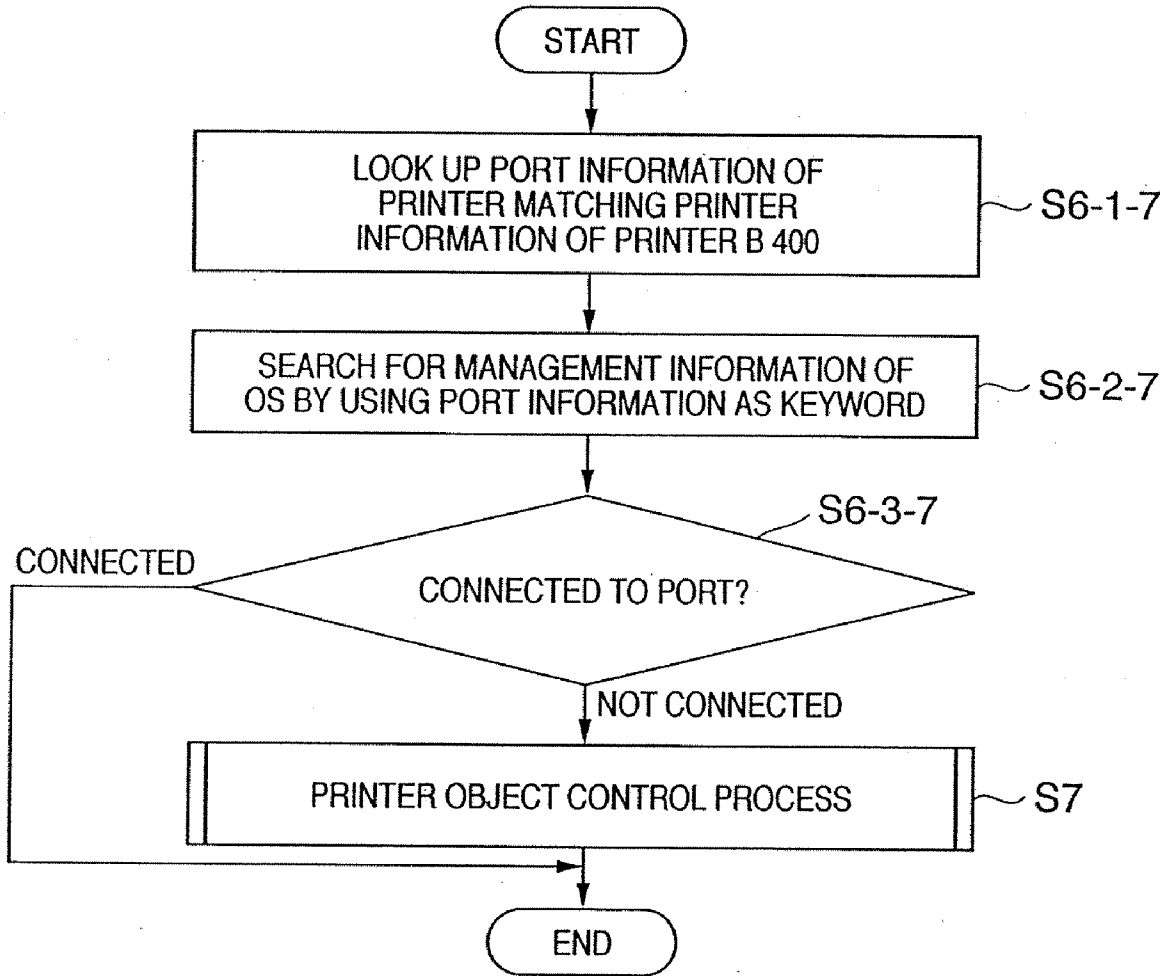 START
LOOK UP PORT INFORMATION OF
PRINTER MATCHING PRINTER
INFORMATION OF PRINTER B 400
S6-1-7
SEARCH FOR MANAGEMENT INFORMATION OF
OS BY USING PORT INFORMATION AS KEYWORD
S6-2-7
S6-3-7
CONNECTED
CONNECTED TO PORT?
NOT CONNECTED
PRINTER OBJECT CONTROL PROCESS
S7
END